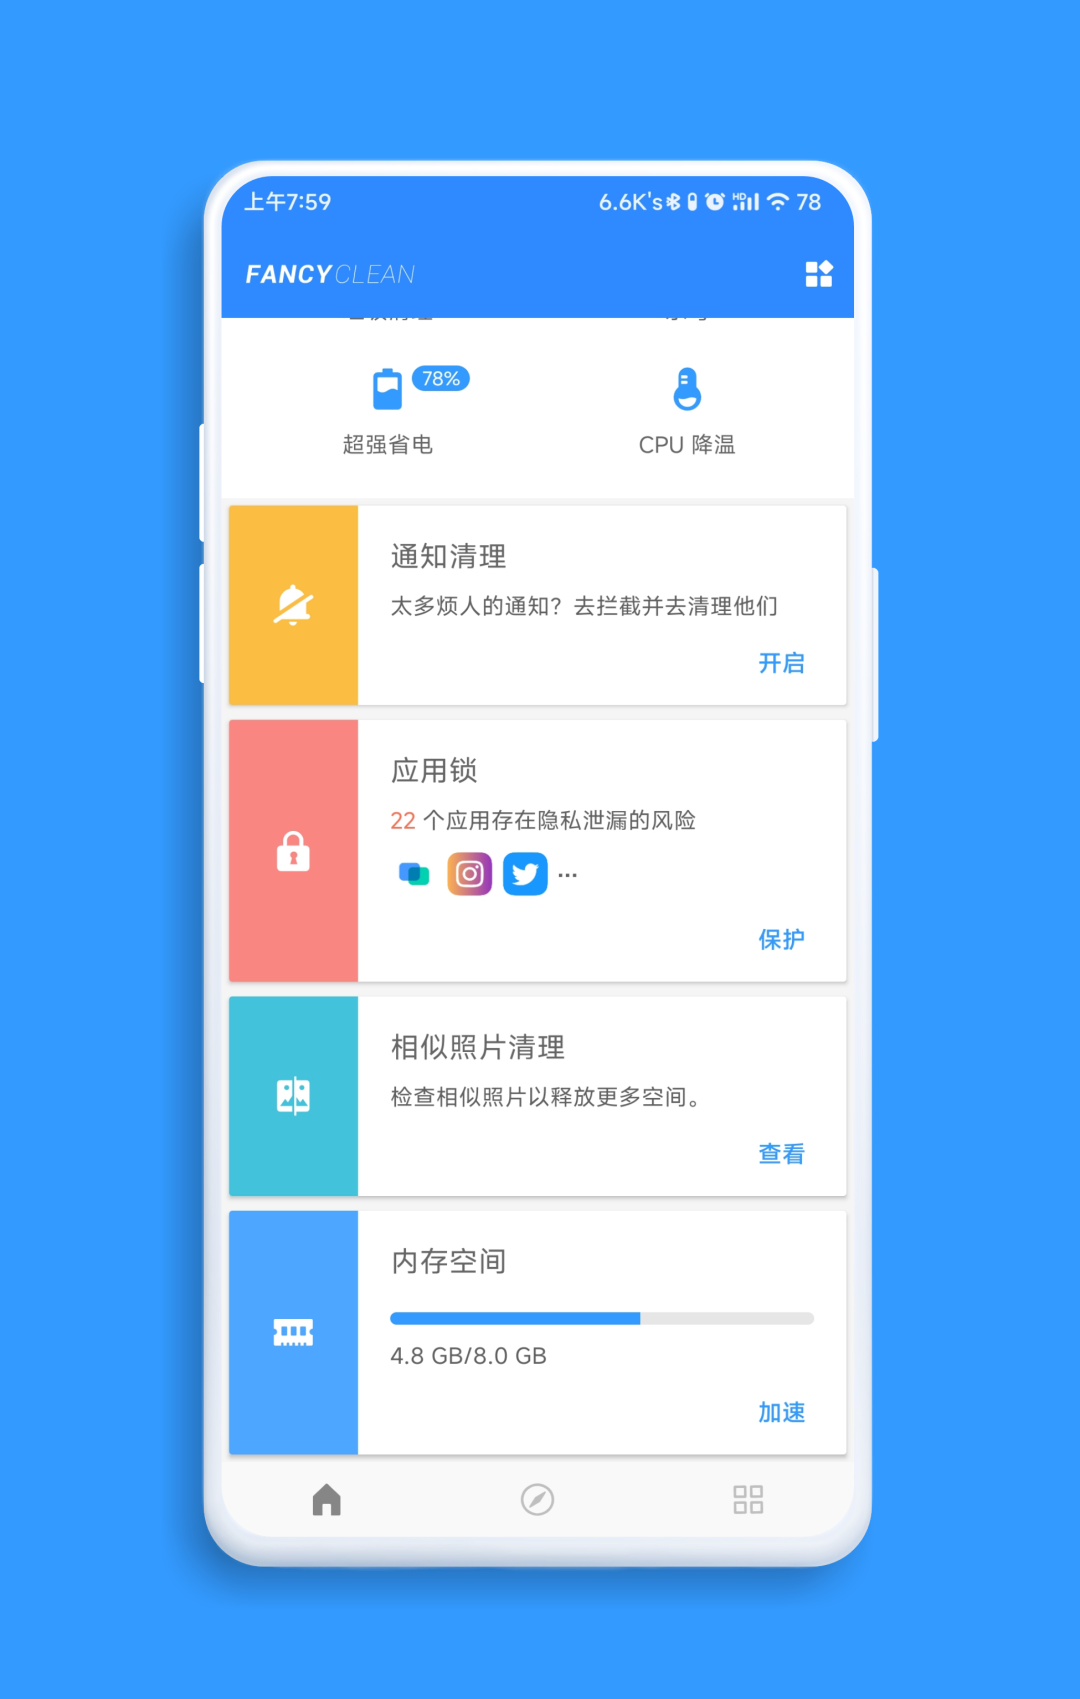 上午7:59
6.6K's HD 78
FANCYCLEAN
78%
超强省电
CPU 降温
通知清理
太多烦人的通知？去拦截并去清理他们
开启
应用锁
22 个应用存在隐私泄漏的风险
...
保护
相似照片清理
检查相似照片以释放更多空间。
查看
内存空间
4.8 GB/8.0 GB
加速